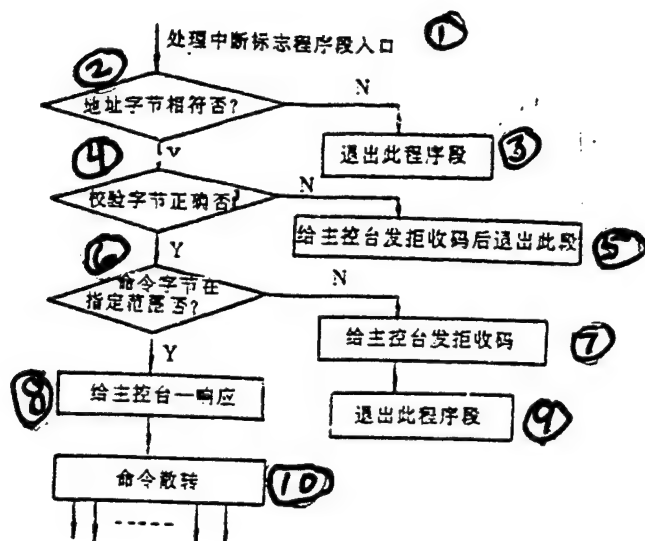 处理中断标志程序段入口 ①
②
地址字节相符否?
N
Y
退出此程序段 ③
④
校验字节正确否
N
Y
给主控台发拒收码后退出此段 ⑤
⑥
命令字节在
指定范围否?
N
Y
给主控台发拒收码 ⑦
⑧ 给主控台一响应
退出此程序段 ⑨
命令散转 ⑩